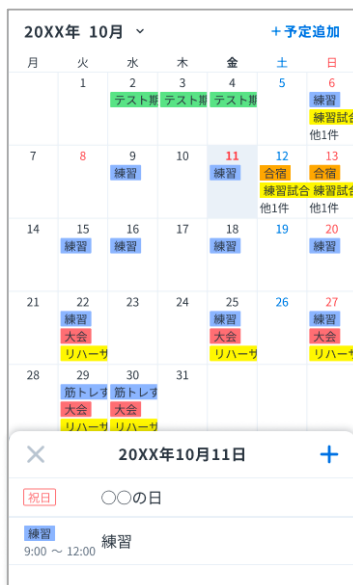 20XX年 10月 +予定追加
月 火 水 木 金 土 日
1 2 3 4 5 6
テスト期 テスト期 テスト期 練習
練習試合
他1件
7 8 9 10 11 12 13
練習 練習 合宿 合宿
練習試合 練習試合
他1件 他1件
14 15 16 17 18 19 20
練習 練習 練習 練習
21 22 23 24 25 26 27
練習 練習 練習
大会 大会 大会
リハーサ リハーサ リハーサ
28 29 30 31
筋トレす 筋トレす
大会 大会
リハーサ リハーサ
20XX年10月11日
祝日 〇〇の日
練習
9:00 ～ 12:00 練習